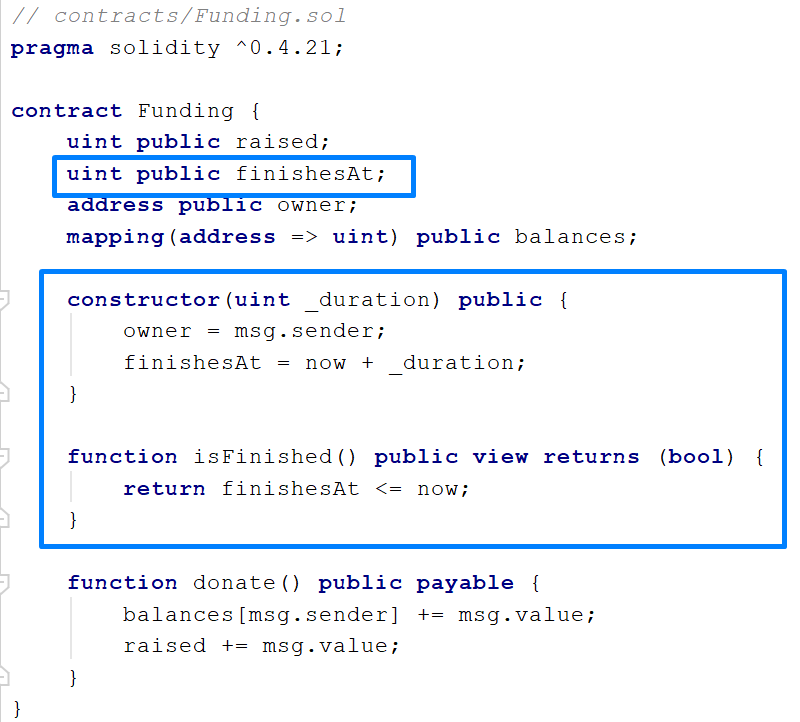 // contracts/Funding.sol
pragma solidity ^0.4.21;
contract Funding {
uint public raised;
uint public finishesAt;
address public owner;
mapping(address => uint) public balances;
constructor(uint _duration) public {
owner = msg.sender;
finishesAt = now + _duration;
}
function isFinished() public view returns (bool) {
return finishesAt <= now;
}
function donate() public payable {
balances[msg.sender] += msg.value;
raised += msg.value;
}
}